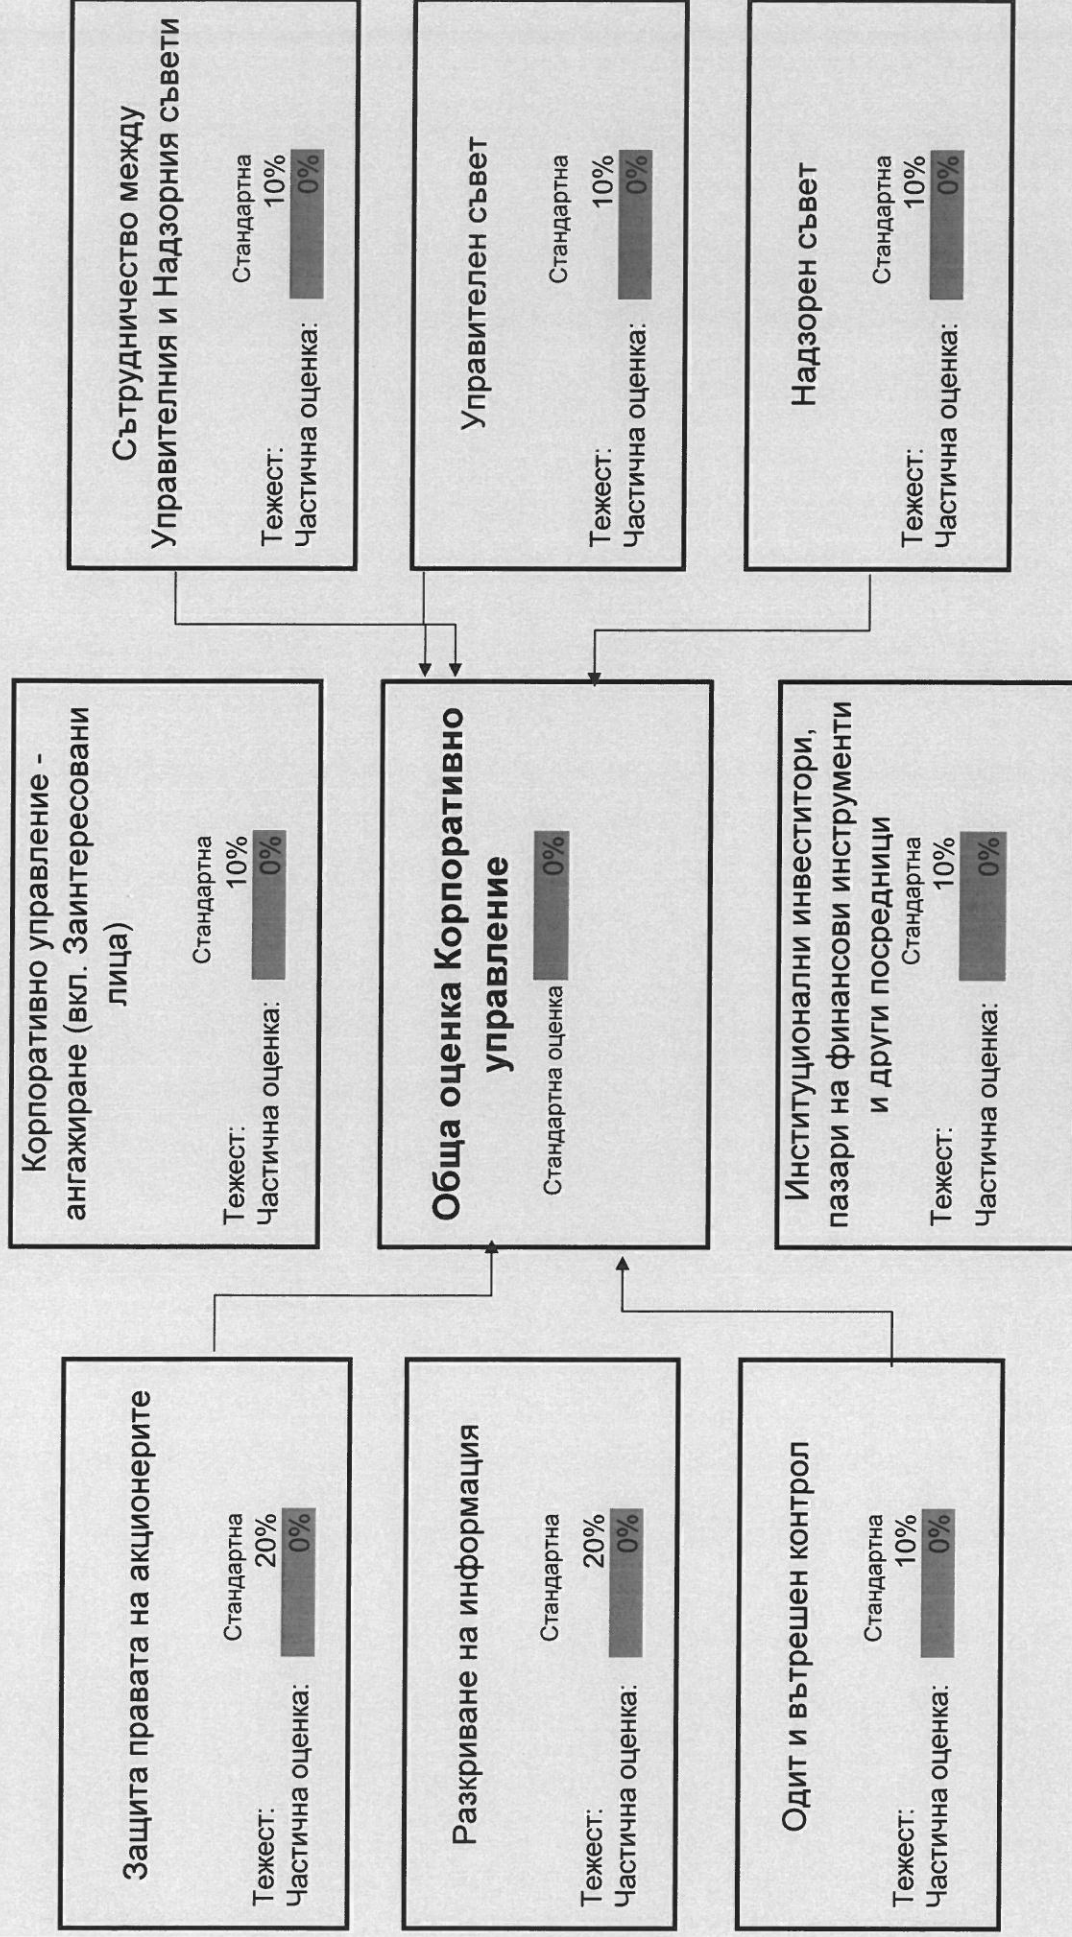 Защита правата на акционерите
Стандартна
Тежест: 20%
Частична оценка: 0%
Корпоративно управление -
ангажиране (вкл. Заинтересовани
лица)
Стандартна
Тежест: 10%
Частична оценка: 0%
Сътрудничество между
Управителния и Надзорния съвети
Стандартна
Тежест: 10%
Частична оценка: 0%
Разкриване на информация
Стандартна
Тежест: 20%
Частична оценка: 0%
Обща оценка Корпоративно
управление
Стандартна оценка 0%
Управителен съвет
Стандартна
Тежест: 10%
Частична оценка: 0%
Одит и вътрешен контрол
Стандартна
Тежест: 10%
Частична оценка: 0%
Институционални инвеститори,
пазари на финансови инструменти
и други посредници
Стандартна
Тежест: 10%
Частична оценка: 0%
Надзорен съвет
Стандартна
Тежест: 10%
Частична оценка: 0%